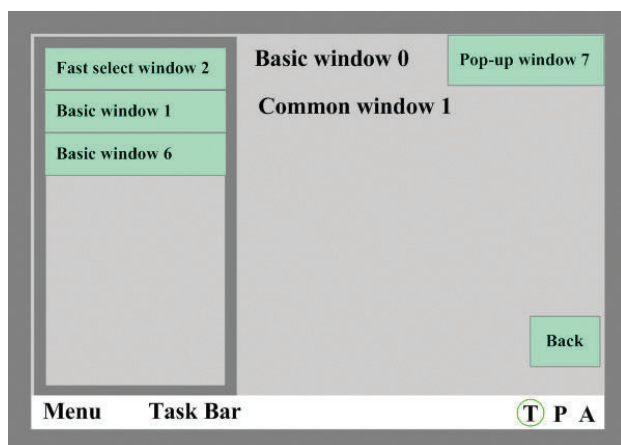 Fast select window 2
Basic window 1
Basic window 6
Basic window 0
Pop-up window 7
Common window 1
Back
Menu
Task Bar
T P A